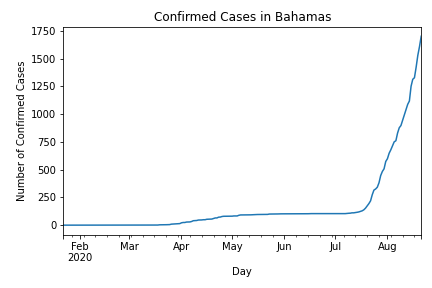 Confirmed Cases in Bahamas
1750
1500
1250
1000
750
500
250
0
Number of Confirmed Cases
Feb Mar Apr May Jun Jul Aug
2020
Day